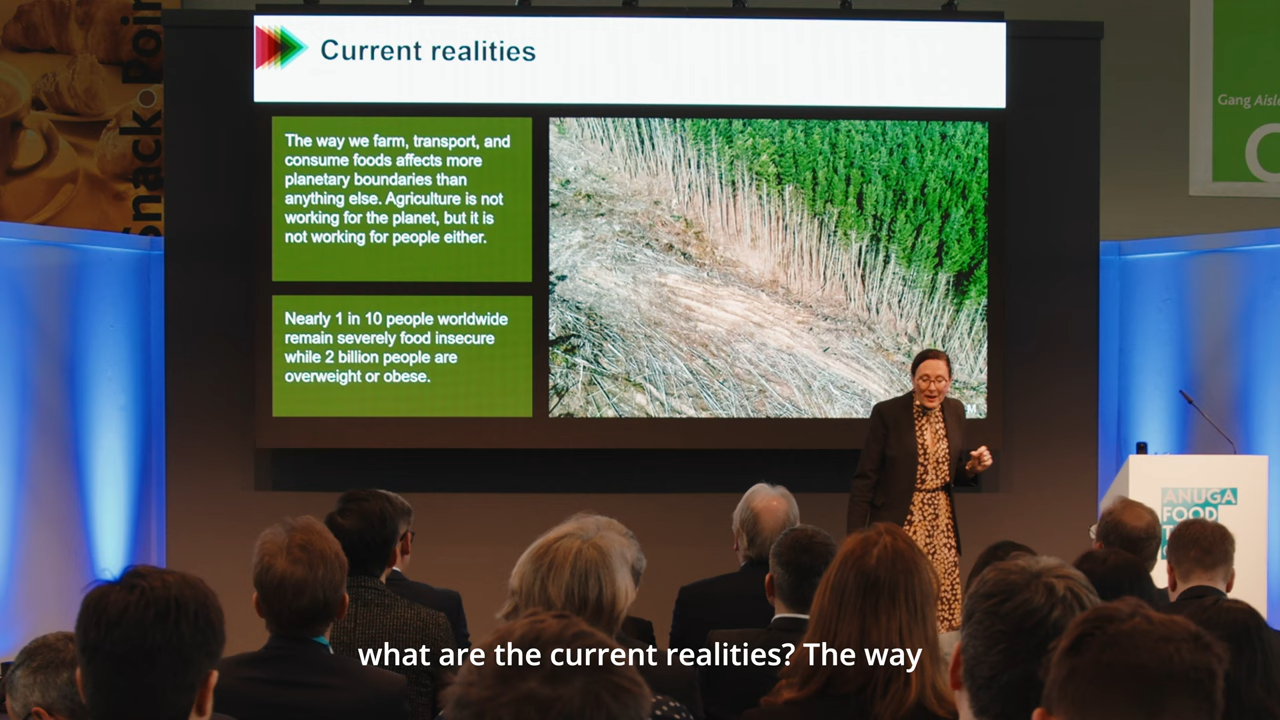 Snack Poin
Current realities
Gang Aisle
The way we farm, transport, and
consume foods affects more
planetary boundaries than
anything else. Agriculture is not
working for the planet, but it is
not working for people either.
Nearly 1 in 10 people worldwide
remain severely food insecure
while 2 billion people are
overweight or obese.
ANUGA
FOOD
what are the current realities? The way